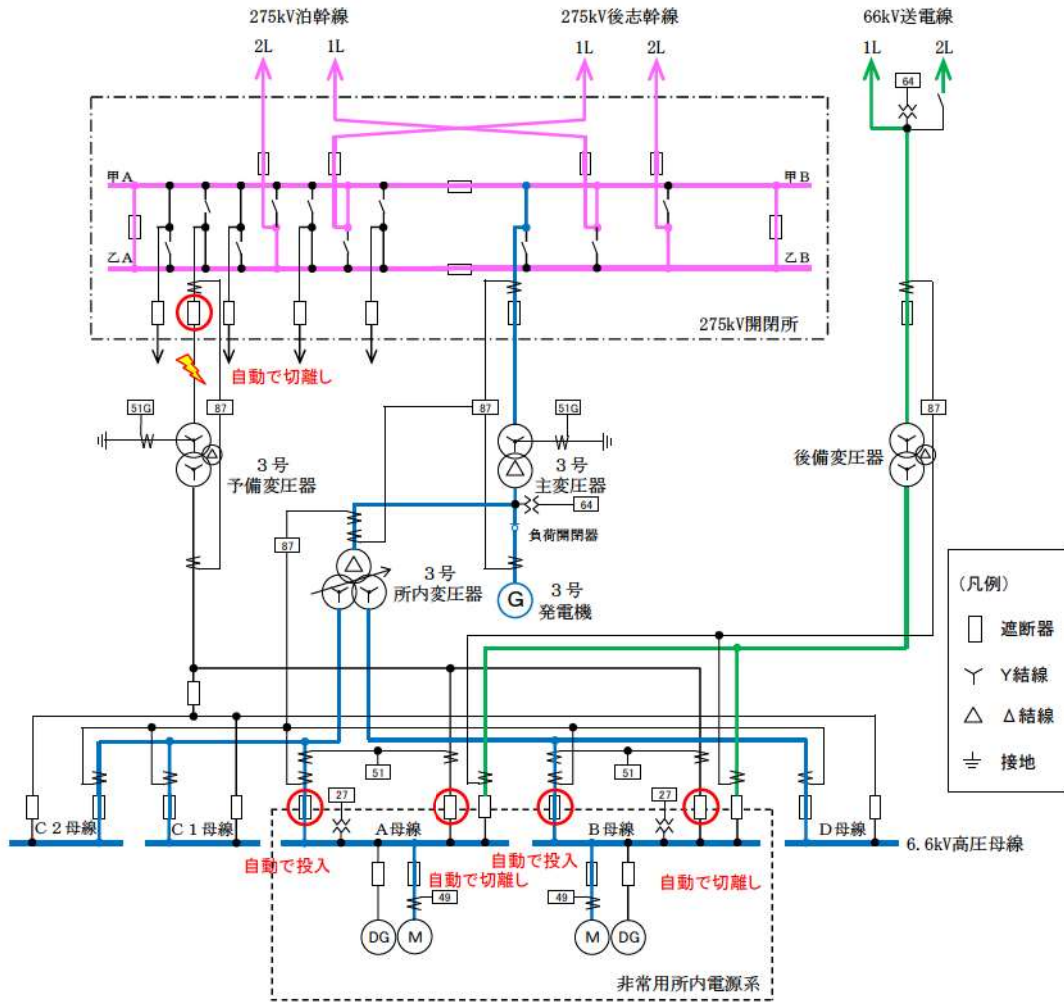 275kV泊幹線
275kV後志幹線
66kV送電線
2L
1L
1L
2L
1L
2L
64
甲A
甲B
乙A
乙B
275kV開閉所
自動で切離し
51G
87
87
51G
87
3号
予備変圧器
3号
主変圧器
後備変圧器
64
負荷開閉器
87
3号
所内変圧器
G
3号
発電機
(凡例)
遮断器
Y結線
Δ結線
接地
51
51
27
27
C2母線
C1母線
A母線
B母線
D母線
6.6kV高圧母線
自動で投入
自動で切離し
自動で投入
自動で切離し
49
49
DG
M
M
DG
非常用所内電源系